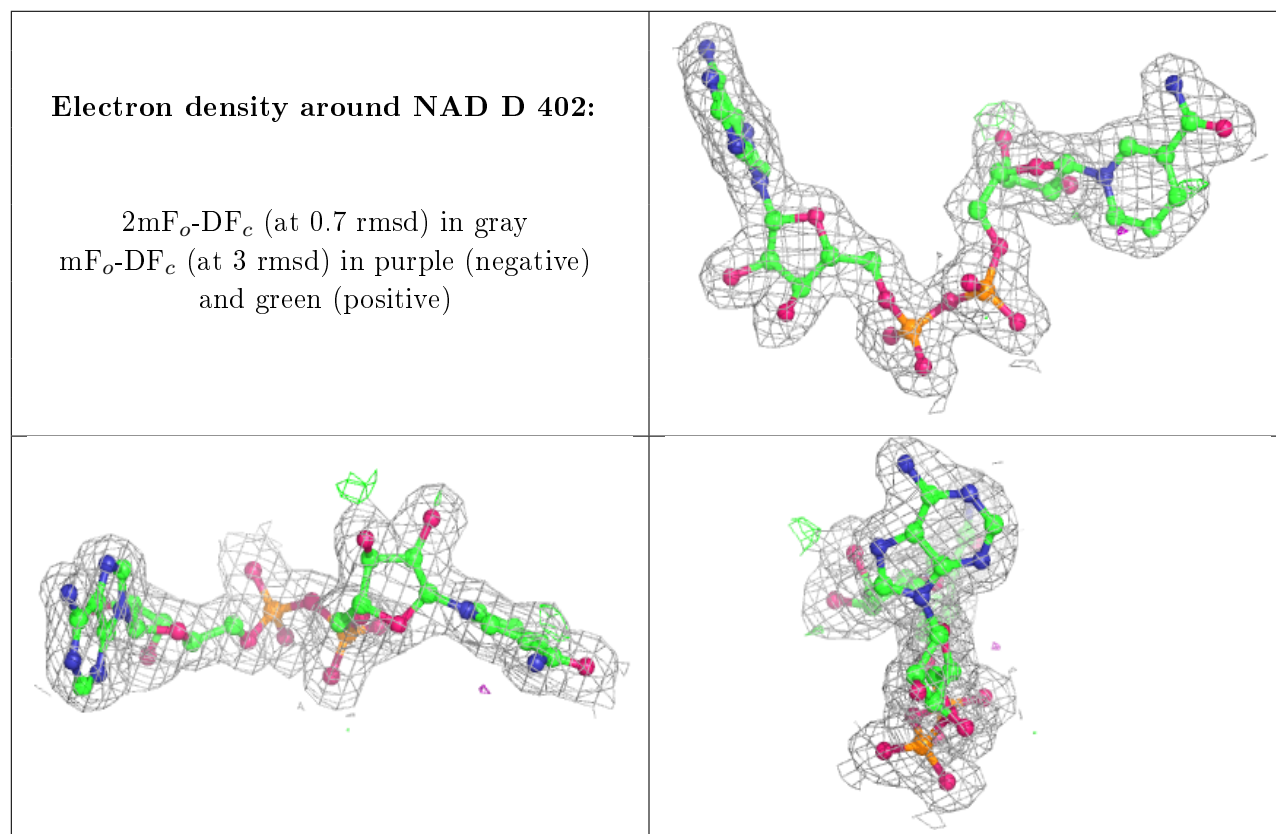 Electron density around NAD D 402:
2mFo-DFc (at 0.7 rmsd) in gray
mFo-DFc (at 3 rmsd) in purple (negative)
and green (positive)